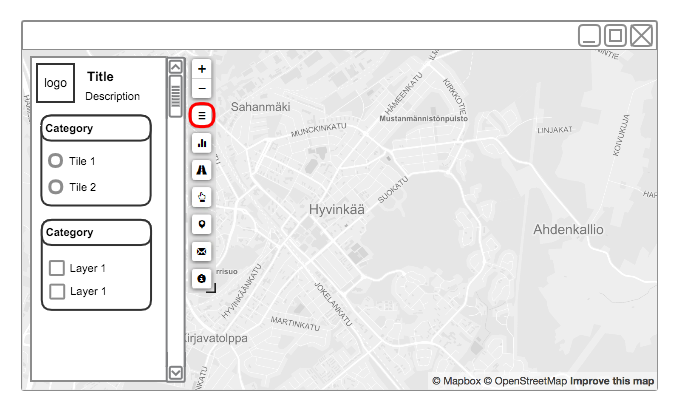 logo
Title
Description
Category
Tile 1
Tile 2
Category
Layer 1
Layer 1
+
−
Sahanmäki
MUNCKINKATU
HÄMEENKATU
KIRKKOTIE
Mustanmännistönpuisto
LINJAKAT
KOIVUKUJA
SUOKATU
Hyvinkää
Ahdenkallio
rrisuo
HYVINKÄÄNKATU
JOKELANKATU
MARTINKATU
Kirjavatolppa
© Mapbox © OpenStreetMap Improve this map